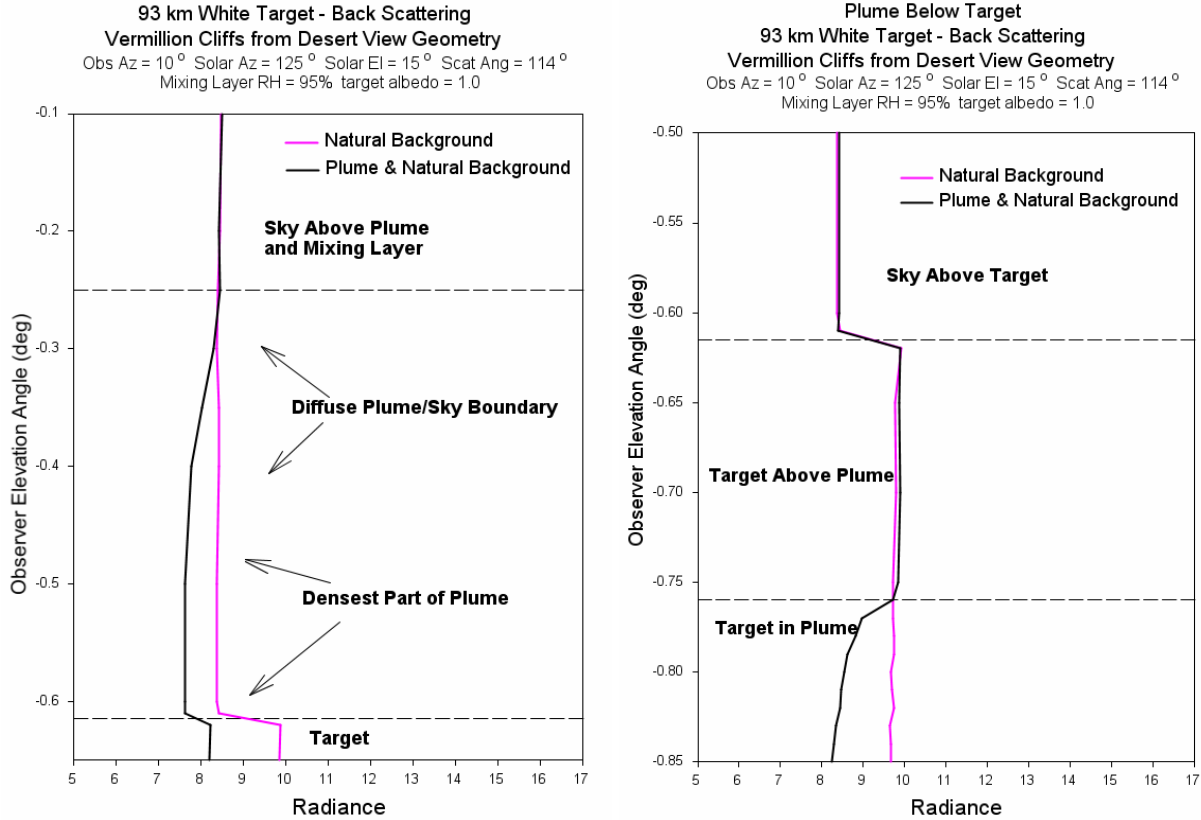 93 km White Target - Back Scattering
Vermillion Cliffs from Desert View Geometry
Obs Az = 10 o Solar Az = 125 o Solar El = 15 o Scat Ang = 114 o
Mixing Layer RH = 95% target albedo = 1.0
-0.1
Natural Background
Plume & Natural Background
-0.2
Sky Above Plume
and Mixing Layer
-0.3
Observer Elevation Angle (deg)
Diffuse Plume/Sky Boundary
-0.4
-0.5
Densest Part of Plume
-0.6
Target
5 6 7 8 9 10 11 12 13 14 15 16 17
Radiance
Plume Below Target
93 km White Target - Back Scattering
Vermillion Cliffs from Desert View Geometry
Obs Az = 10 o Solar Az = 125 o Solar El = 15 o Scat Ang = 114 o
Mixing Layer RH = 95% target albedo = 1.0
-0.50
Natural Background
Plume & Natural Background
-0.55
Sky Above Target
-0.60
Observer Elevation Angle (deg)
-0.65
Target Above Plume
-0.70
-0.75
Target in Plume
-0.80
-0.85
5 6 7 8 9 10 11 12 13 14 15 16 17
Radiance